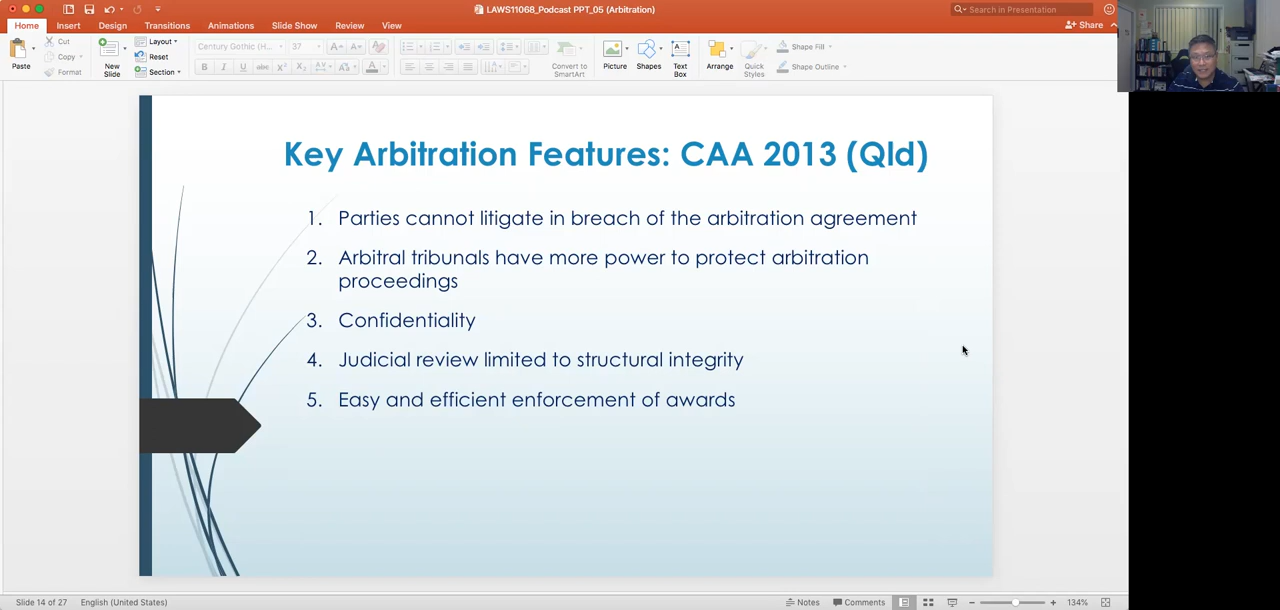 LAWS11068_Podcast PPT_05 (Arbitration)
Search in Presentation
Home Insert Design Transitions Animations Slide Show Review View Share
Paste
Cut
Copy
Format
New Slide
Layout
Reset
Section
Century Gothic (H...
37
Convert to SmartArt
Picture
Shapes
Text Box
Arrange
Quick Styles
Shape Fill
Shape Outline
Key Arbitration Features: CAA 2013 (Qld)
1. Parties cannot litigate in breach of the arbitration agreement
2. Arbitral tribunals have more power to protect arbitration
proceedings
3. Confidentiality
4. Judicial review limited to structural integrity
5. Easy and efficient enforcement of awards
Slide 14 of 27 English (United States) Notes Comments 134%